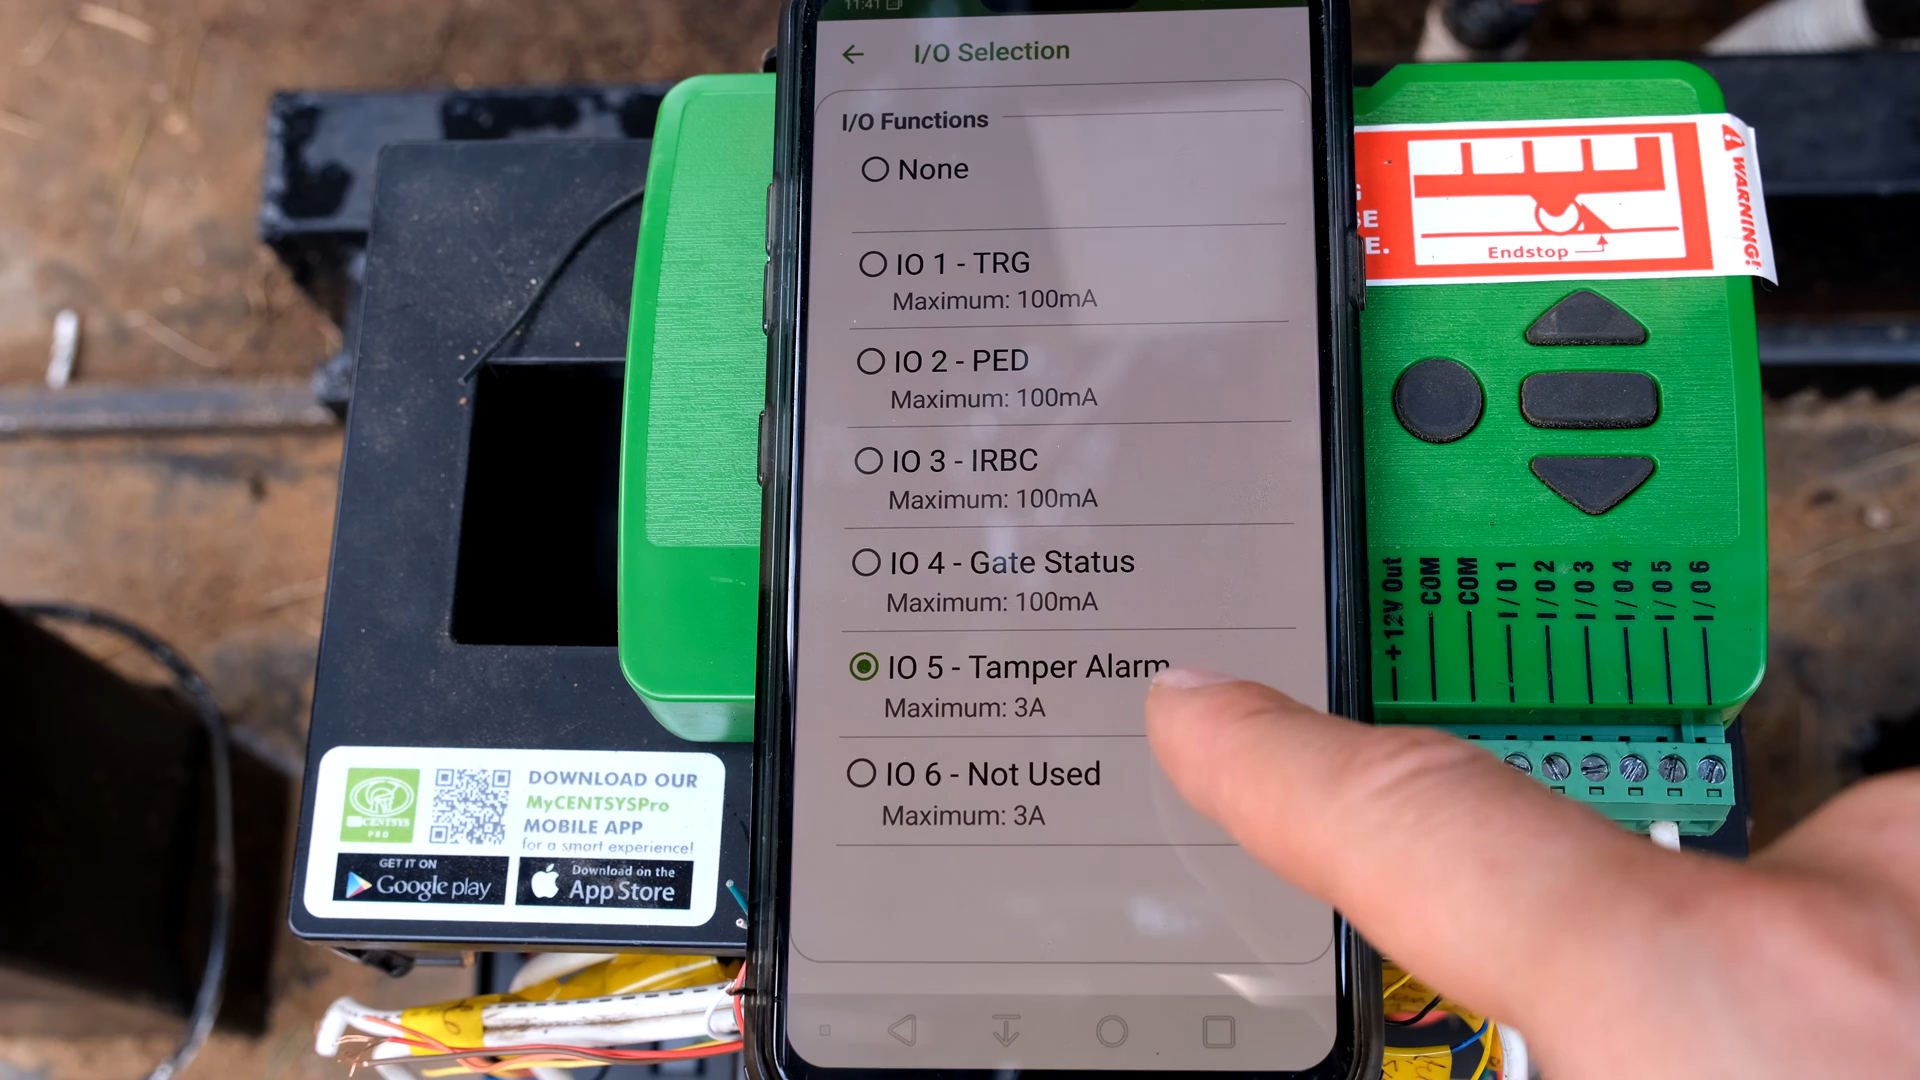 11:41
I/O Selection
I/O Functions
None
IO 1 - TRG
Maximum: 100mA
IO 2 - PED
Maximum: 100mA
IO 3 - IRBC
Maximum: 100mA
IO 4 - Gate Status
Maximum: 100mA
IO 5 - Tamper Alarm
Maximum: 3A
IO 6 - Not Used
Maximum: 3A
WARNING!
Endstop
+12V Out
COM
COM
I/O1
I/O2
I/O3
I/O4
I/O5
I/O6
DOWNLOAD OUR
MyCENTSYSPro
MOBILE APP
for a smart experience!
CENTSYS
PRO
GET IT ON
Google play
Download on the
App Store